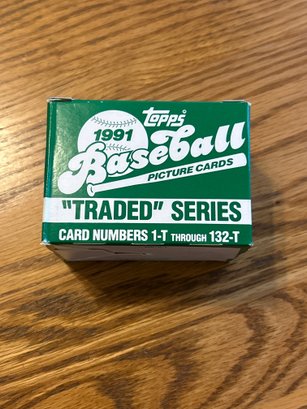 Topps
1991
Baseball
PICTURE CARDS
"TRADED" SERIES
CARD NUMBERS 1-T THROUGH 132-T